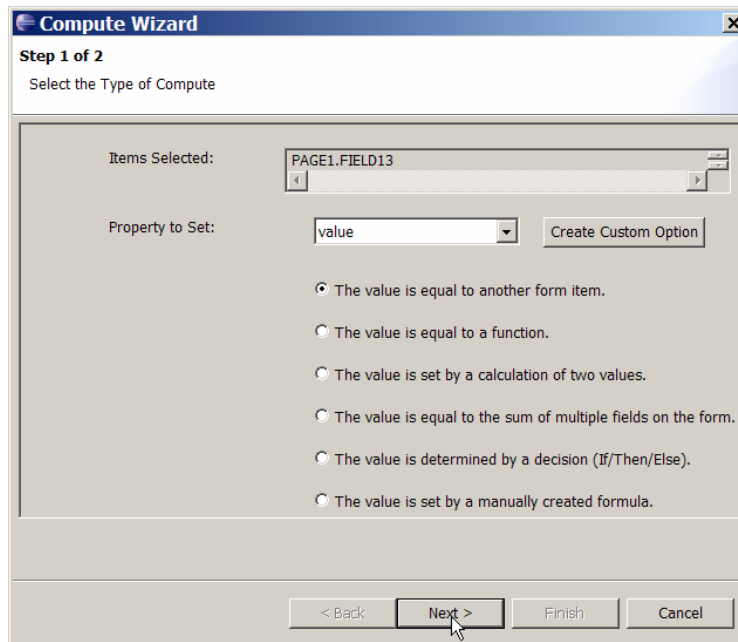 Compute Wizard
Step 1 of 2
Select the Type of Compute
Items Selected:
PAGE1.FIELD13
Property to Set:
value
Create Custom Option
The value is equal to another form item.
The value is equal to a function.
The value is set by a calculation of two values.
The value is equal to the sum of multiple fields on the form.
The value is determined by a decision (If/Then/Else).
The value is set by a manually created formula.
< Back
Next >
Finish
Cancel